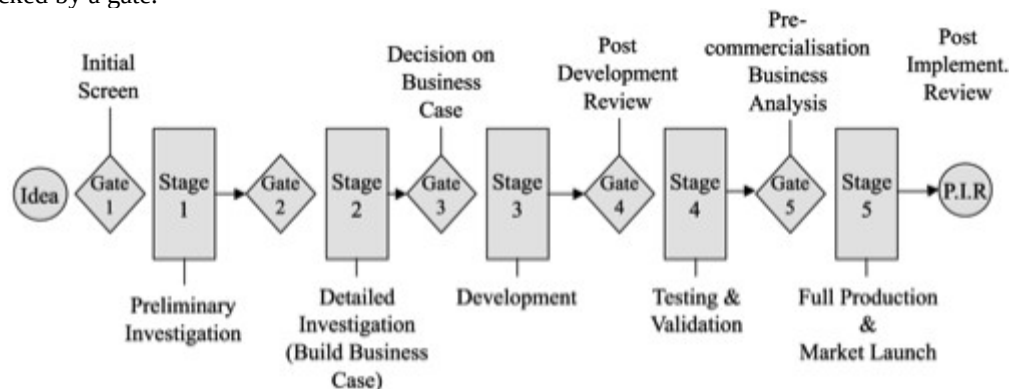 cked by a gate.
Initial
Screen
Decision on
Business
Case
Post
Development
Review
Pre-
commercialisation
Business
Analysis
Post
Implement.
Review
Idea
Gate
1
Stage
1
Gate
2
Stage
2
Gate
3
Stage
3
Gate
4
Stage
4
Gate
5
Stage
5
P.I.R
Preliminary
Investigation
Detailed
Investigation
(Build Business
Case)
Development
Testing &
Validation
Full Production
&
Market Launch